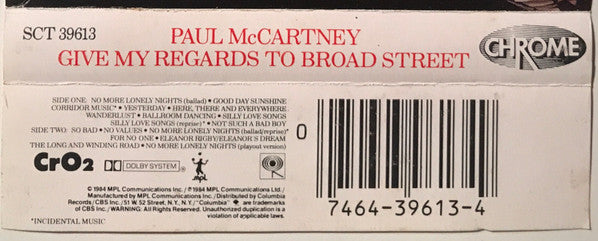 SCT 39613
PAUL McCARTNEY
GIVE MY REGARDS TO BROAD STREET
CHROME
SIDE ONE NO MORE LONELY NIGHTS (ballad) • GOOD DAY SUNSHINE
CORRIDOR MUSIC* • YESTERDAY • HERE, THERE AND EVERYWHERE
WANDERLUST • BALLROOM DANCING • SILLY LOVE SONGS
SILLY LOVE SONGS (reprise)* • NOT SUCH A BAD BOY
SIDE TWO: SO BAD • NO VALUES • NO MORE LONELY NIGHTS (ballad/reprise)*
FOR NO ONE • ELEANOR RIGBY/ELEANOR'S DREAM
THE LONG AND WINDING ROAD • NO MORE LONELY NIGHTS (playout version)
CrO2
DOLBY SYSTEM®
MPL
© 1984 MPL Communications Inc. / ℗ 1984 MPL Communications Ltd./
Manufactured by MPL Communications Inc./Distributed by Columbia
Records/CBS Inc./51 W. 52 Street, N.Y., N.Y./"Columbia", are trademarks
of CBS Inc./WARNING: All Rights Reserved. Unauthorized duplication is a
violation of applicable laws.
*INCIDENTAL MUSIC
0
7464-39613-4